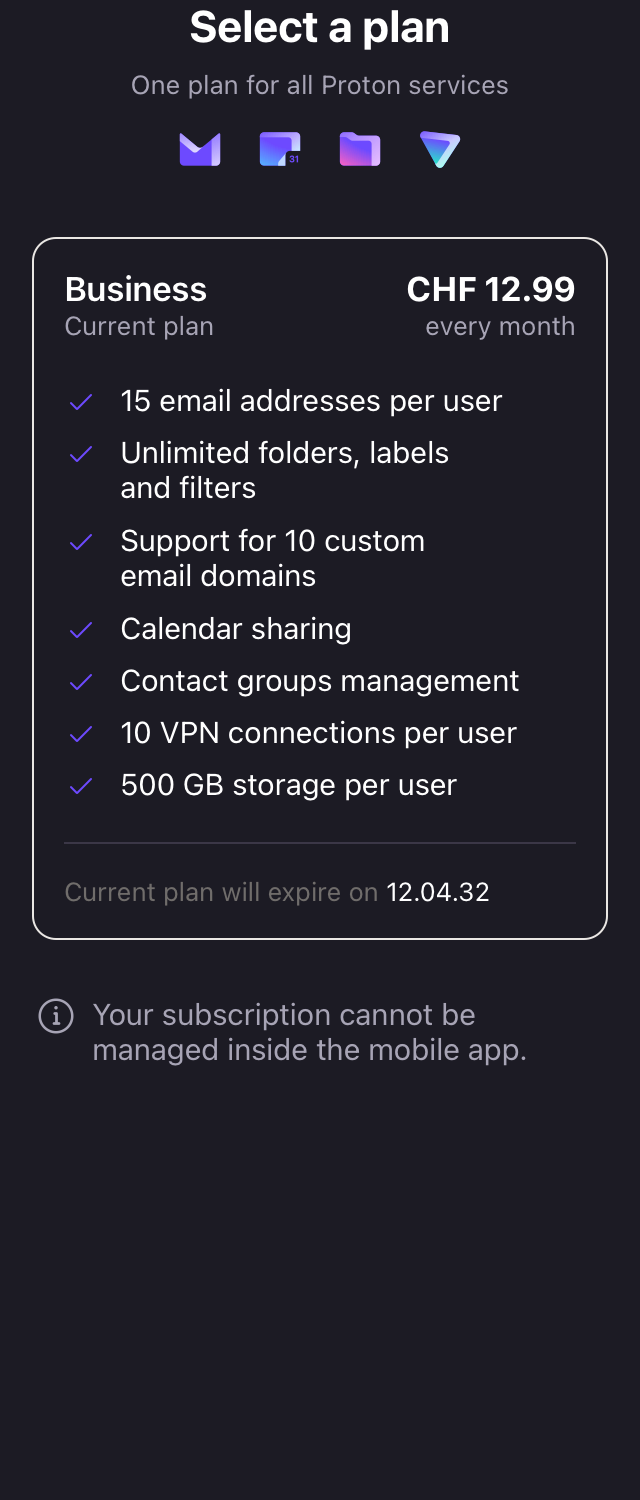 Select a plan
One plan for all Proton services
31
Business
CHF 12.99
Current plan
every month
15 email addresses per user
Unlimited folders, labels
and filters
Support for 10 custom
email domains
Calendar sharing
Contact groups management
10 VPN connections per user
500 GB storage per user
Current plan will expire on 12.04.32
Your subscription cannot be
managed inside the mobile app.